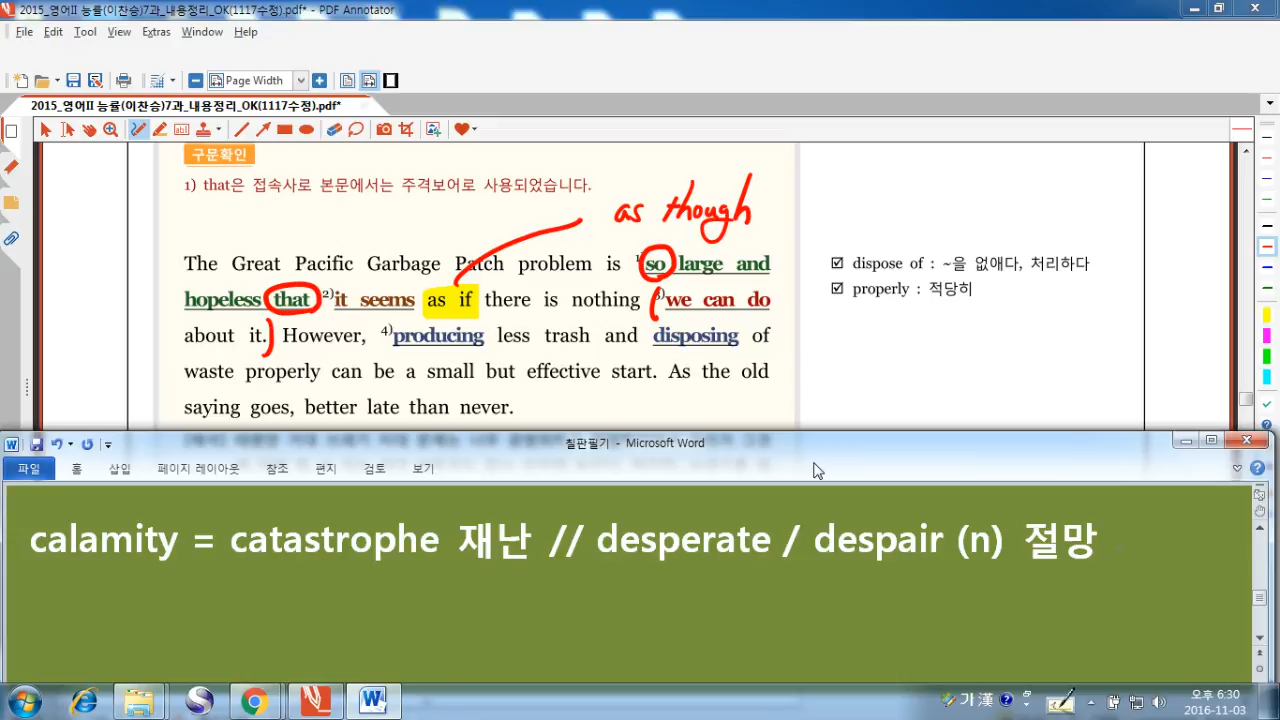 2015_영어II 능률(이찬승)7과_내용정리_OK(1117수정).pdf* - PDF Annotator
File Edit Tool View Extras Window Help
Page Width
2015_영어II 능률(이찬승)7과_내용정리_OK(1117수정).pdf*
구문확인
1) that은 접속사로 본문에서는 주격보어로 사용되었습니다.
as though
The Great Pacific Garbage Patch problem is 1)so large and
hopeless that 2)it seems as if there is nothing 3)we can do
about it. However, 4)producing less trash and disposing of
waste properly can be a small but effective start. As the old
saying goes, better late than never.
dispose of : ~을 없애다, 처리하다
properly : 적당히
칠판필기 - Microsoft Word
파일 홈 삽입 페이지 레이아웃 참조 편지 검토 보기
calamity = catastrophe 재난 // desperate / despair (n) 절망
가 漢
오후 6:30
2016-11-03